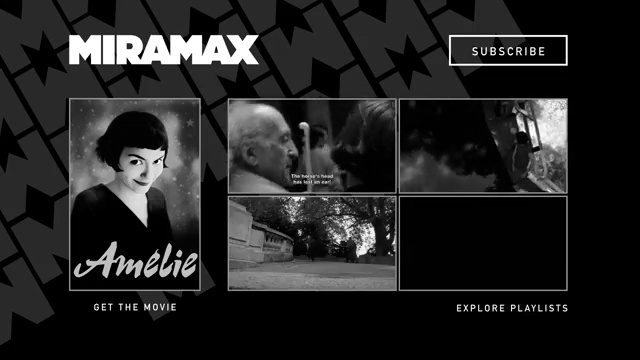 MIRAMAX
SUBSCRIBE
The horse's head
has lost an ear!
Amélie
GET THE MOVIE
EXPLORE PLAYLISTS